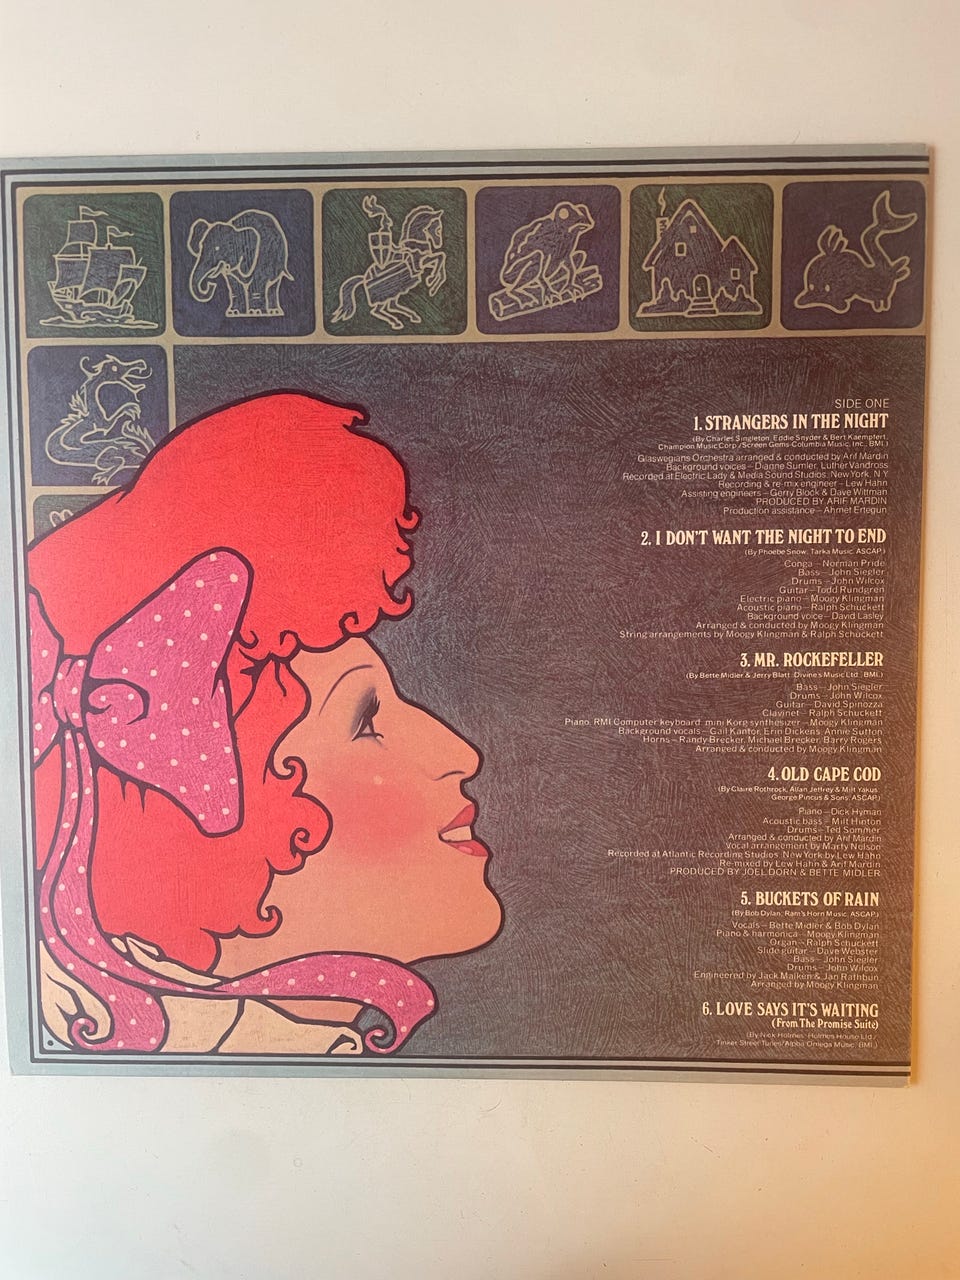 SIDE ONE
1. STRANGERS IN THE NIGHT
(By Charles Singleton, Eddie Snyder & Bert Kaempfert,
Champion Music Corp./Screen Gems-Columbia Music, Inc., BMI.)
Glaswegians Orchestra arranged & conducted by Arif Mardin
Background voices—Dianne Sumler, Luther Vandross
Recorded at Electric Lady & Media Sound Studios, New York, N.Y.
Recording & re-mix engineer—Lew Hahn
Assisting engineers—Gerry Block & Dave Wittman
PRODUCED BY ARIF MARDIN
Production assistance—Ahmet Ertegun
2. I DON'T WANT THE NIGHT TO END
(By Phoebe Snow, Tarka Music, ASCAP.)
Conga—Norman Pride
Bass—John Siegler
Drums—John Wilcox
Guitar—Todd Rundgren
Electric piano—Moogy Klingman
Acoustic piano—Ralph Schuckett
Background voice—David Lasley
Arranged & conducted by Moogy Klingman
String arrangements by Moogy Klingman & Ralph Schuckett
3. MR. ROCKEFELLER
(By Bette Midler & Jerry Blatt, Divine's Music Ltd., BMI.)
Bass—John Siegler
Drums—John Wilcox
Guitar—David Spinozza
Clavinet—Ralph Schuckett
Piano, RMI Computer keyboard, mini Korg synthesizer—Moogy Klingman
Background vocals—Gail Kantor, Erin Dickens, Annie Sutton
Horns—Randy Brecker, Michael Brecker, Barry Rogers
Arranged & conducted by Moogy Klingman
4. OLD CAPE COD
(By Claire Rothrock, Allan Jeffrey & Milt Yakus,
George Pincus & Sons, ASCAP.)
Piano—Dick Hyman
Acoustic bass—Milt Hinton
Drums—Ted Sommer
Arranged & conducted by Arif Mardin
Vocal arrangement by Marty Nelson
Recorded at Atlantic Recording Studios, New York by Lew Hahn
Re-mixed by Lew Hahn & Arif Mardin
PRODUCED BY JOEL DORN & BETTE MIDLER
5. BUCKETS OF RAIN
(By Bob Dylan, Ram's Horn Music, ASCAP.)
Vocals—Bette Midler & Bob Dylan
Piano & harmonica—Moogy Klingman
Organ—Ralph Schuckett
Slide guitar—Dave Webster
Bass—John Siegler
Drums—John Wilcox
Engineered by Jack Malken & Jan Rathbun
Arranged by Moogy Klingman
6. LOVE SAYS IT'S WAITING
(From The Promise Suite)
(By Nick Holmes, Holmes House Ltd./
Tinker Street Tunes/Alpha Omega Music, BMI.)